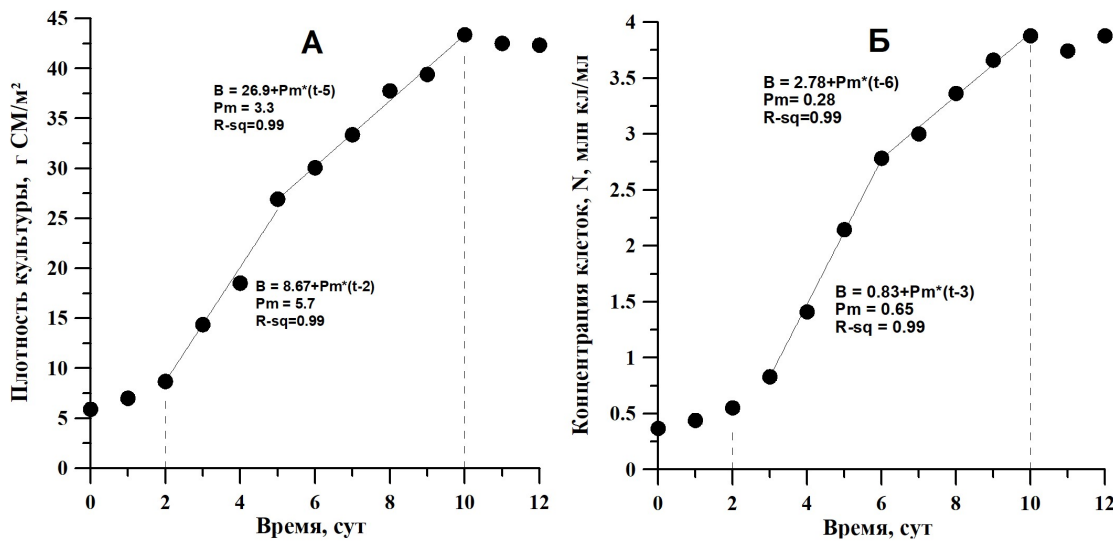 Плотность культуры, г СМ/м²
45
40
35
30
25
20
15
10
5
0
А
B = 26.9+Pm*(t-5)
Pm = 3.3
R-sq=0.99
B = 8.67+Pm*(t-2)
Pm = 5.7
R-sq=0.99
0 2 4 6 8 10 12
Время, сут
Концентрация клеток, N, млн кл/мл
4
3.5
3
2.5
2
1.5
1
0.5
0
Б
B = 2.78+Pm*(t-6)
Pm= 0.28
R-sq=0.99
B = 0.83+Pm*(t-3)
Pm = 0.65
R-sq = 0.99
0 2 4 6 8 10 12
Время, сут